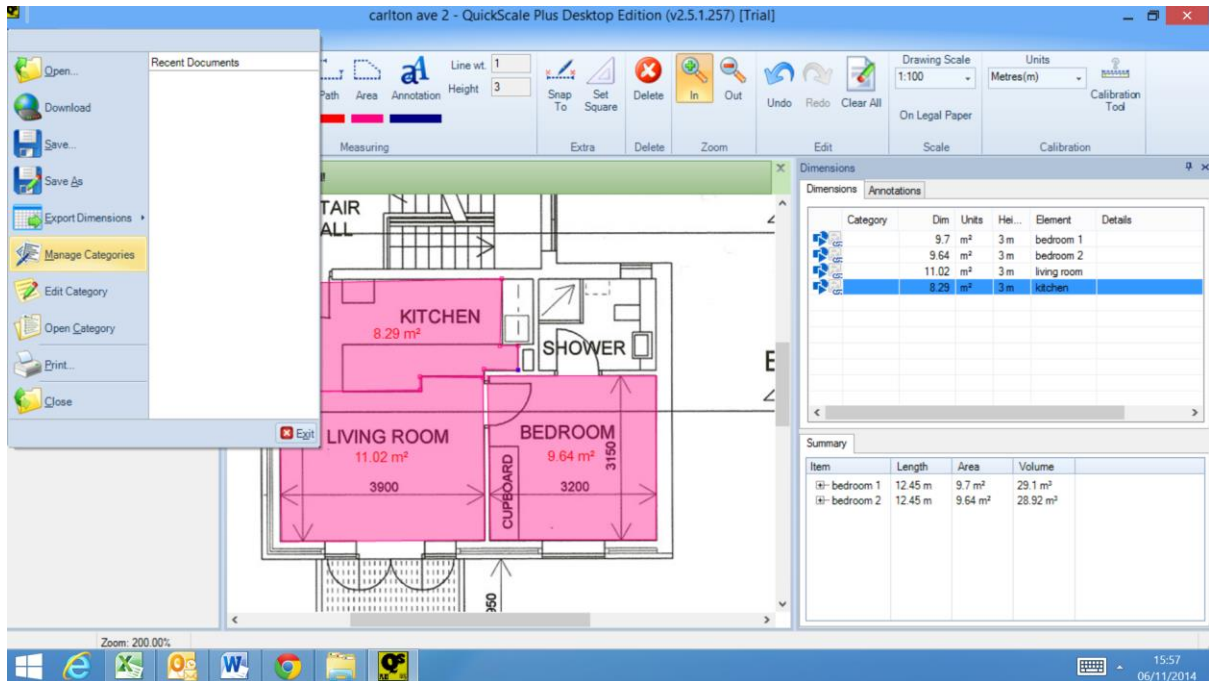 carlton ave 2 - QuickScale Plus Desktop Edition (v2.5.1.257) [Trial]
Open...
Download
Save...
Save As
Export Dimensions
Manage Categories
Edit Category
Open Category
Print...
Close
Exit
Recent Documents
Path
Area
Annotation
Line wt. 1
Height 3
Measuring
Snap To
Set Square
Extra
Delete
Delete
In
Out
Zoom
Undo
Redo
Clear All
Edit
Drawing Scale
1:100
On Legal Paper
Scale
Units
Metres(m)
Calibration Tool
Calibration
KITCHEN
8.29 m²
SHOWER
LIVING ROOM
11.02 m²
3900
BEDROOM
9.64 m²
3150
3200
CUPBOARD
Dimensions
Dimensions Annotations
Category Dim Units Hei... Element Details
9.7 m² 3 m bedroom 1
9.64 m² 3 m bedroom 2
11.02 m² 3 m living room
8.29 m² 3 m kitchen
Summary
Item Length Area Volume
bedroom 1 12.45 m 9.7 m² 29.1 m³
bedroom 2 12.45 m 9.64 m² 28.92 m³
Zoom: 200.00%
15:57
06/11/2014